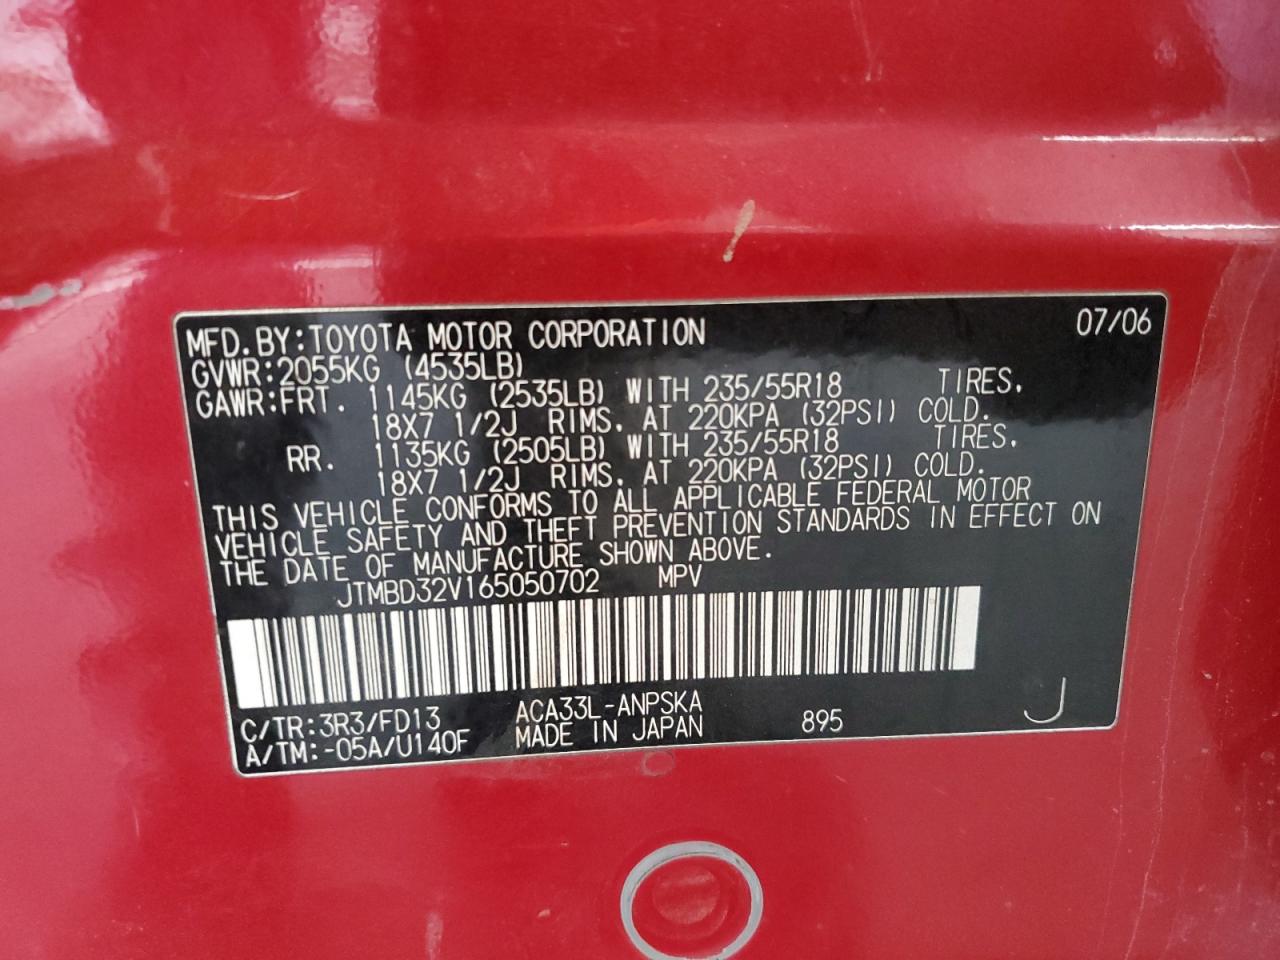 MFD. BY: TOYOTA MOTOR CORPORATION 07/06
GVWR: 2055KG (4535LB)
GAWR: FRT. 1145KG (2535LB) WITH 235/55R18 TIRES.
18X7 1/2J RIMS. AT 220KPA (32PSI) COLD.
RR. 1135KG (2505LB) WITH 235/55R18 TIRES.
18X7 1/2J RIMS. AT 220KPA (32PSI) COLD.
THIS VEHICLE CONFORMS TO ALL APPLICABLE FEDERAL MOTOR
VEHICLE SAFETY AND THEFT PREVENTION STANDARDS IN EFFECT ON
THE DATE OF MANUFACTURE SHOWN ABOVE.
JTMBD32V165050702 MPV
C/TR: 3R3/FD13 ACA33L-ANPSKA
A/TM: -05A/U140F MADE IN JAPAN 895 J